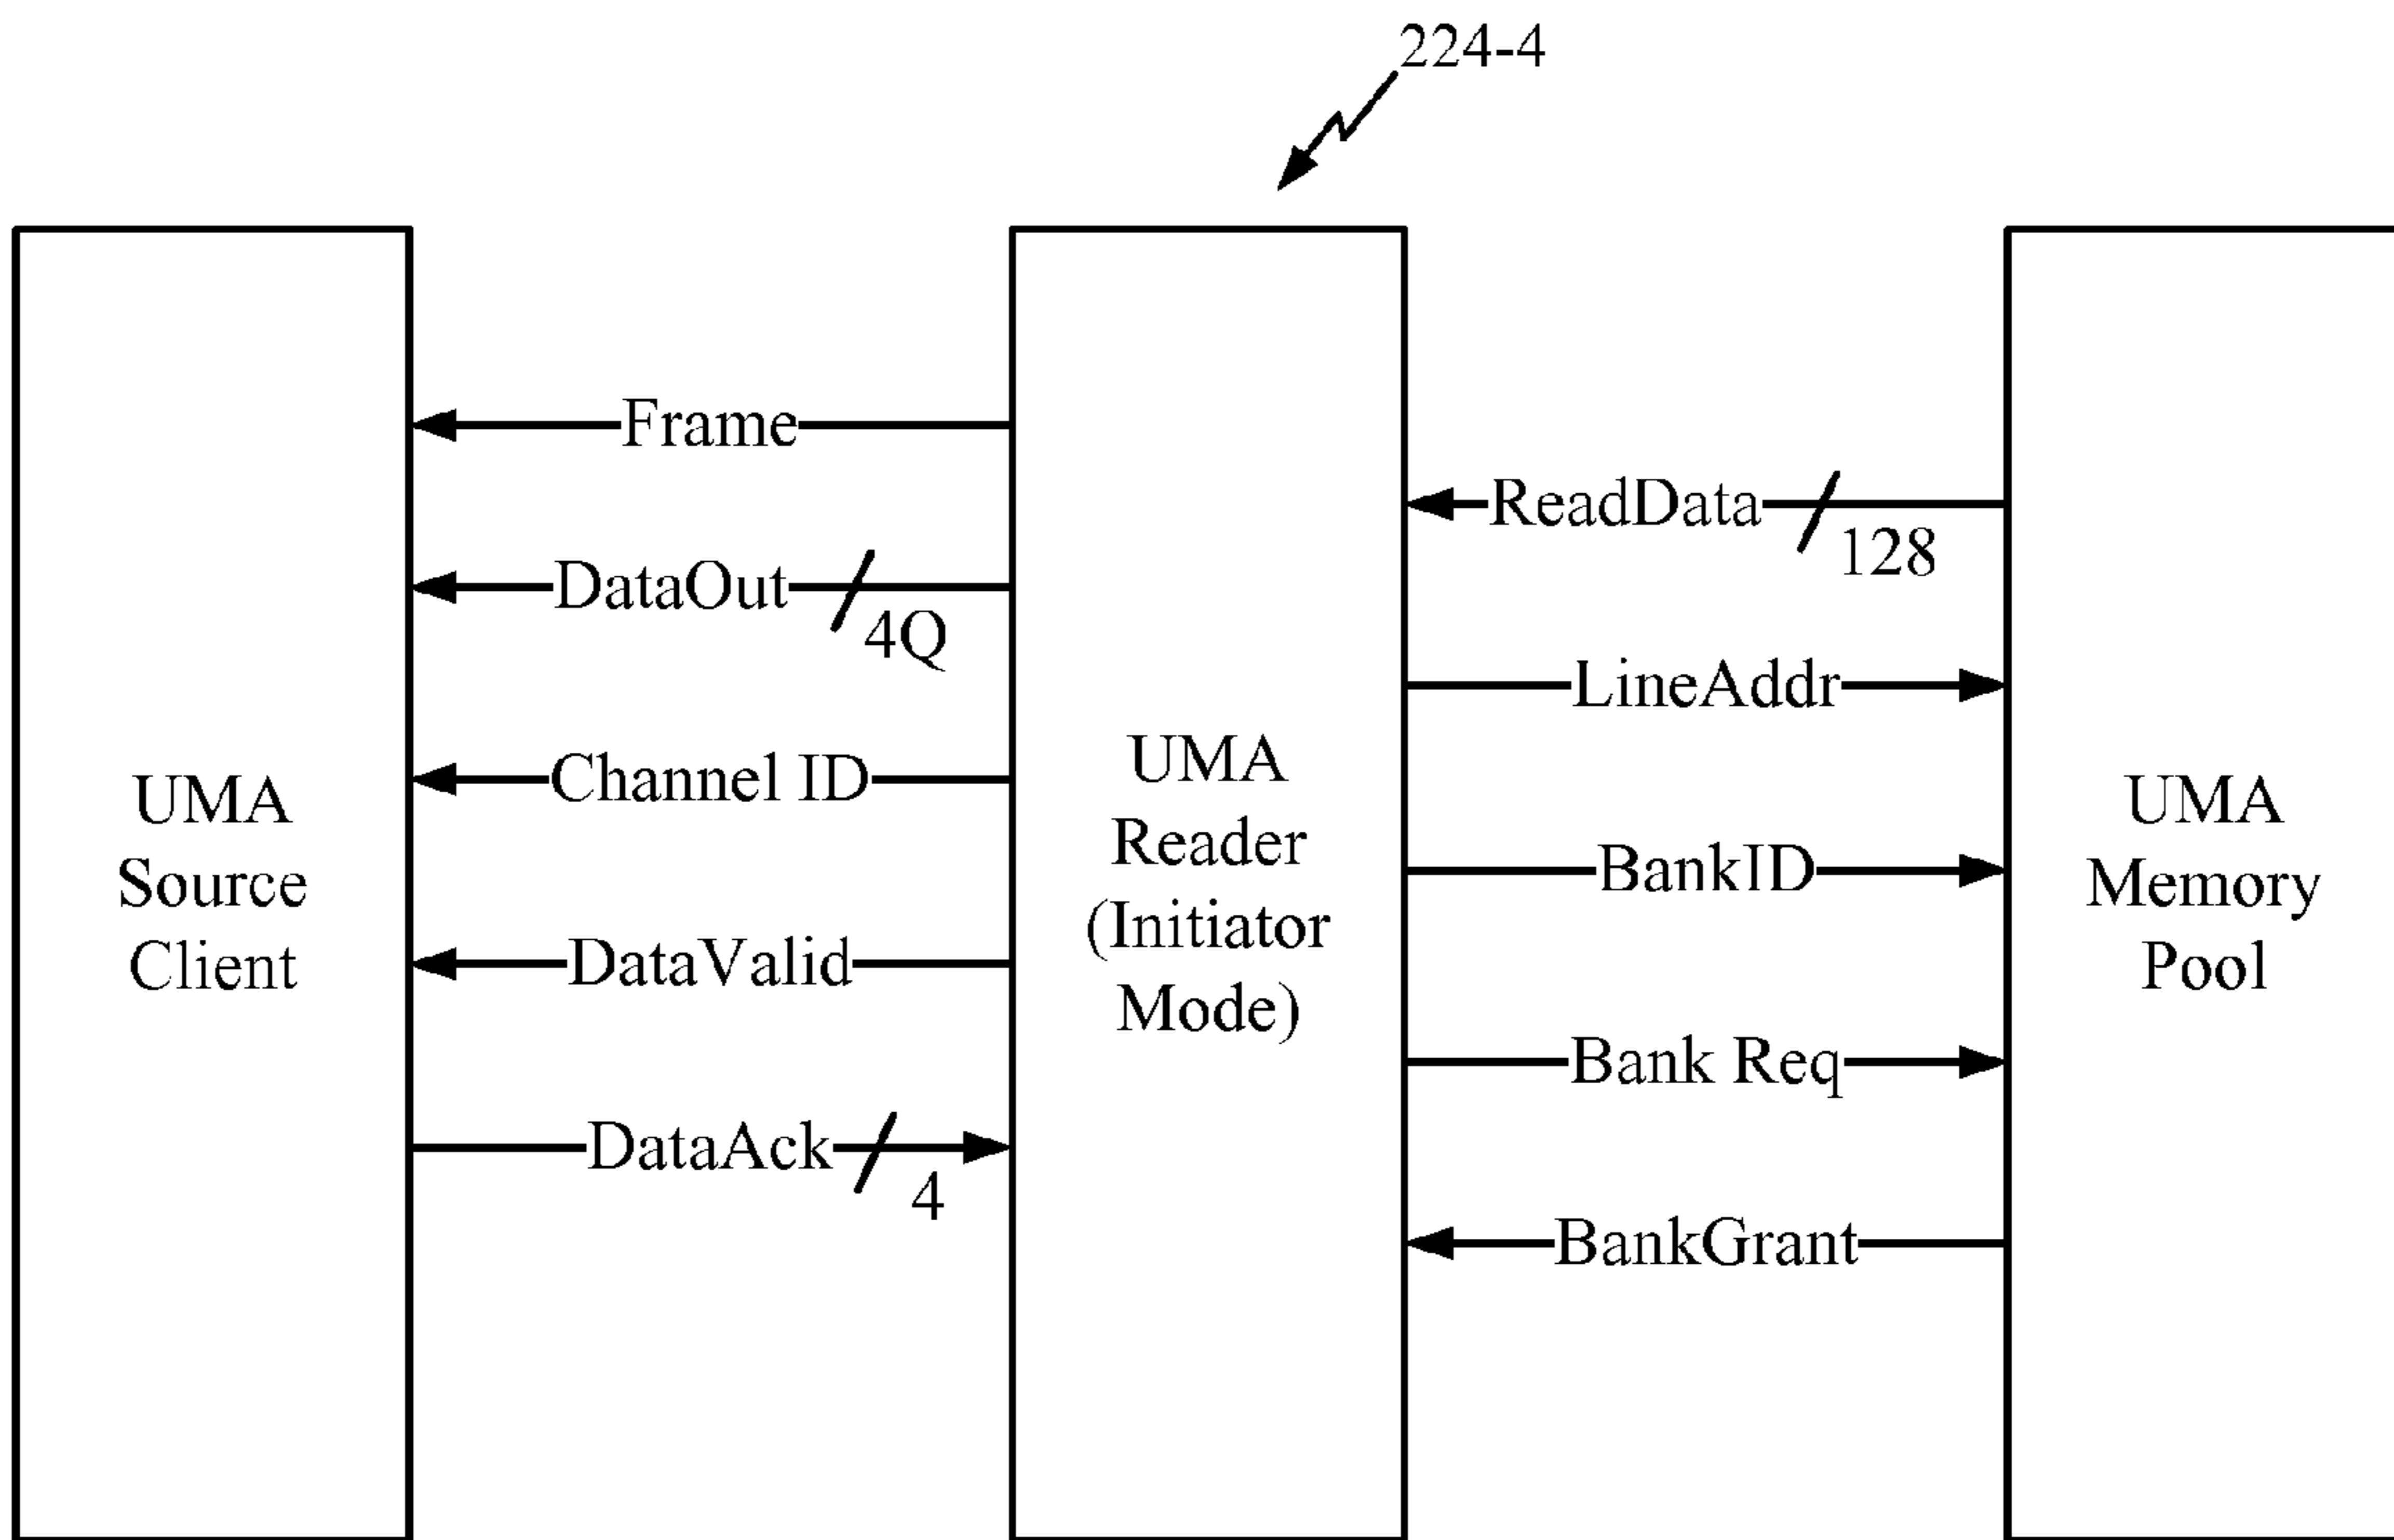 224-4
UMA
Source
Client
Frame
DataOut
4Q
Channel ID
DataValid
DataAck
4
UMA
Reader
(Initiator
Mode)
ReadData
128
LineAddr
BankID
Bank Req
BankGrant
UMA
Memory
Pool